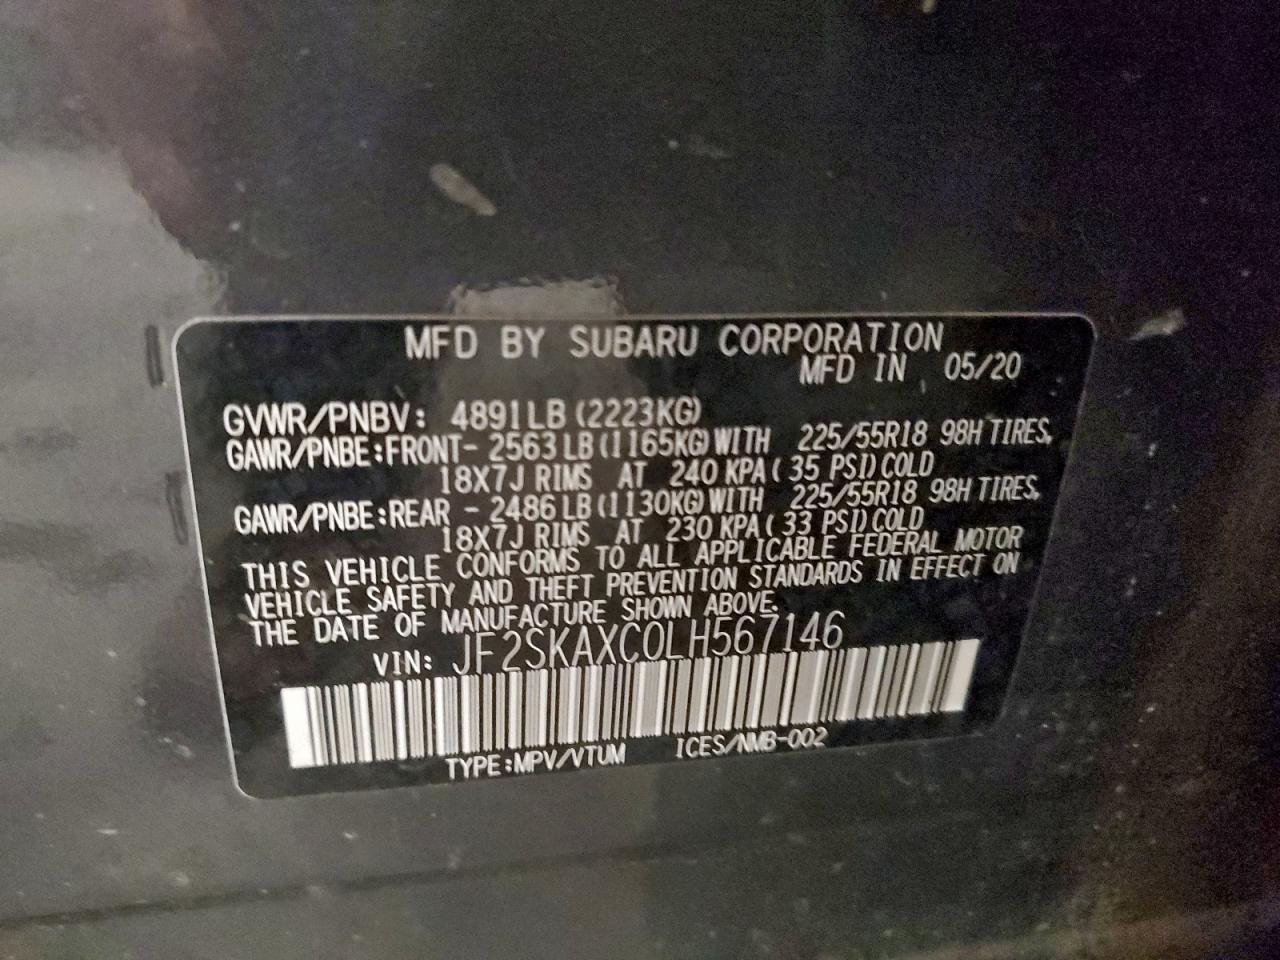 MFD BY SUBARU CORPORATION
MFD IN 05/20
GVWR/PNBV: 4891LB (2223KG)
GAWR/PNBE:FRONT- 2563LB (1165KG) WITH 225/55R18 98H TIRES,
18X7J RIMS AT 240 KPA ( 35 PSI) COLD
GAWR/PNBE:REAR - 2486LB (1130KG) WITH 225/55R18 98H TIRES,
18X7J RIMS AT 230 KPA ( 33 PSI) COLD
THIS VEHICLE CONFORMS TO ALL APPLICABLE FEDERAL MOTOR
VEHICLE SAFETY AND THEFT PREVENTION STANDARDS IN EFFECT ON
THE DATE OF MANUFACTURE SHOWN ABOVE.
VIN: JF2SKAXC0LH567146
TYPE:MPV/VTUM ICES/NMB-002